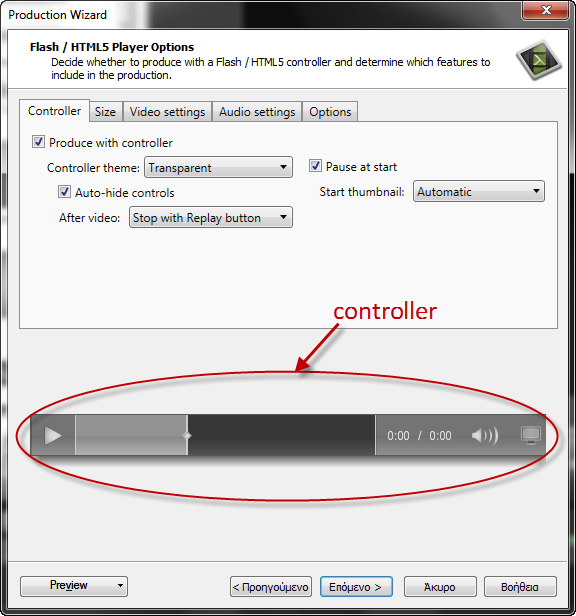 Production Wizard
Flash / HTML5 Player Options
Decide whether to produce with a Flash / HTML5 controller and determine which features to
include in the production.
Controller Size Video settings Audio settings Options
Produce with controller
Controller theme: Transparent Pause at start
Auto-hide controls Start thumbnail: Automatic
After video: Stop with Replay button
controller
0:00 / 0:00
Preview < Προηγούμενο Επόμενο > Άκυρο Βοήθεια